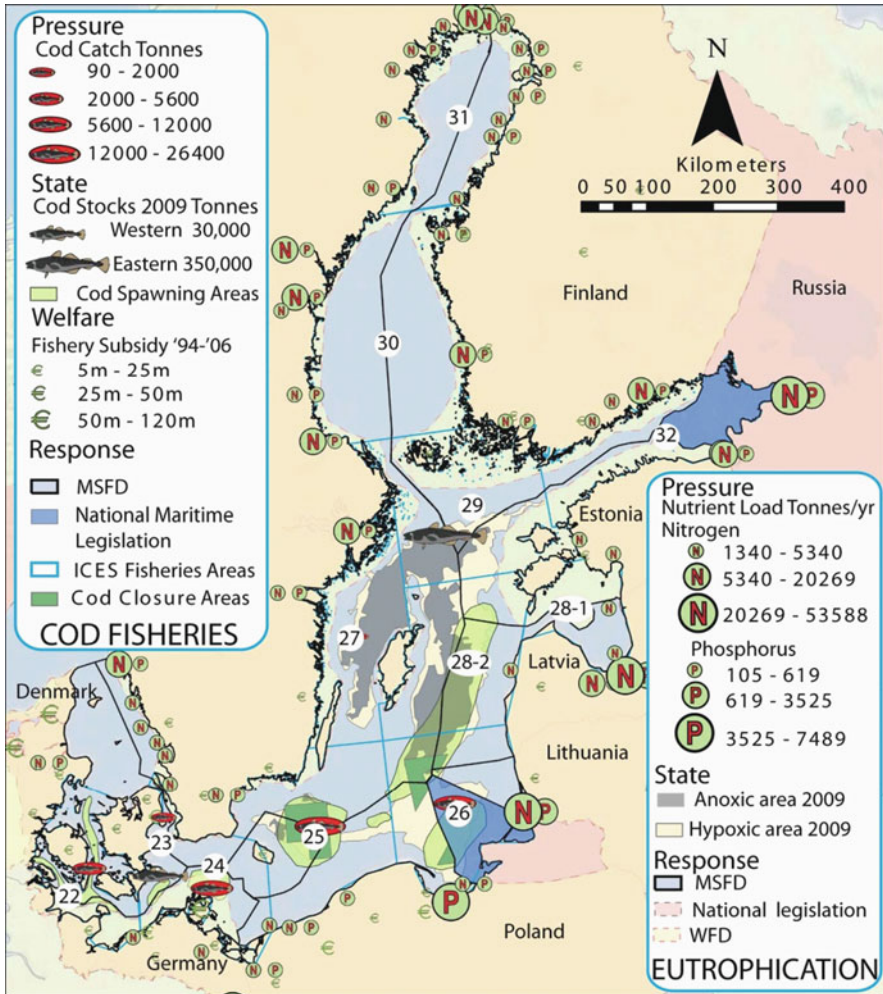 Pressure
Cod Catch Tonnes
90 - 2000
2000 - 5600
5600 - 12000
12000 - 26400
State
Cod Stocks 2009 Tonnes
Western 30,000
Eastern 350,000
Cod Spawning Areas
Welfare
Fishery Subsidy '94-'06
€ 5m - 25m
€ 25m - 50m
€ 50m - 120m
Response
MSFD
National Maritime
Legislation
ICES Fisheries Areas
Cod Closure Areas
COD FISHERIES
N
Kilometers
0 50 100 200 300 400
31
Finland
Russia
30
32
29
Estonia
28-1
27
28-2
Latvia
Denmark
Lithuania
26
25
23
24
22
Poland
Germany
Pressure
Nutrient Load Tonnes/yr
Nitrogen
N 1340 - 5340
N 5340 - 20269
N 20269 - 53588
Phosphorus
P 105 - 619
P 619 - 3525
P 3525 - 7489
State
Anoxic area 2009
Hypoxic area 2009
Response
MSFD
National legislation
WFD
EUTROPHICATION